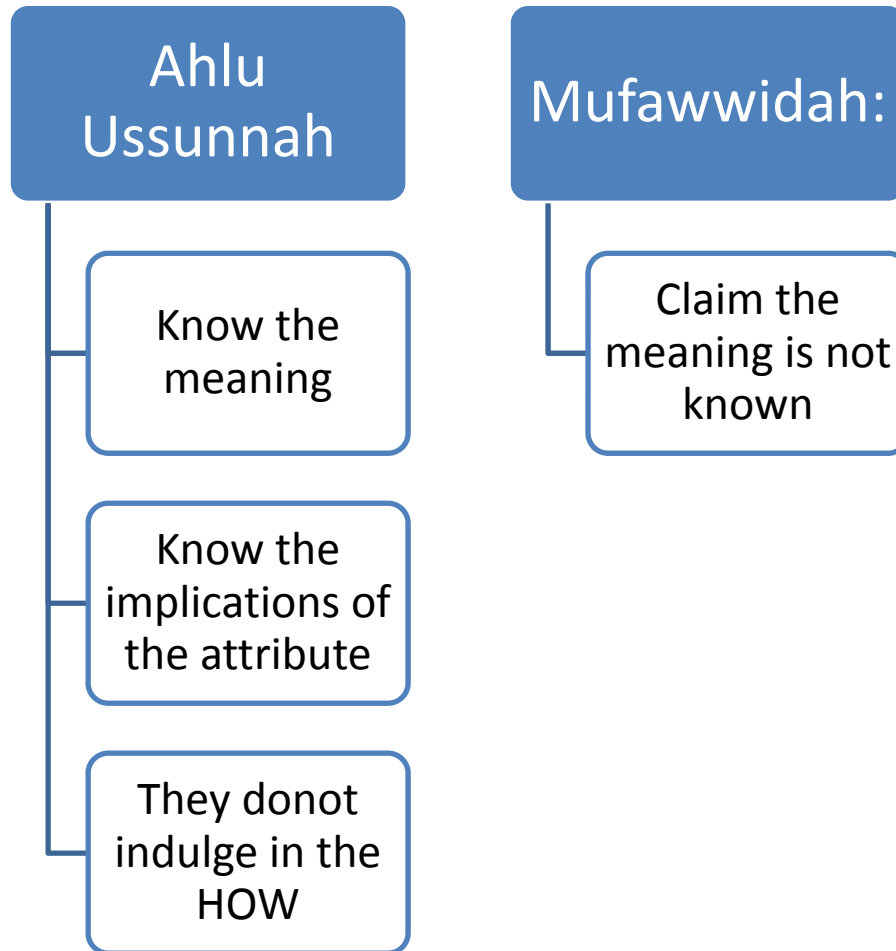 Ahlu
Ussunnah
Know the
meaning
Know the
implications of
the attribute
They donot
indulge in the
HOW
Mufawwidah:
Claim the
meaning is not
known